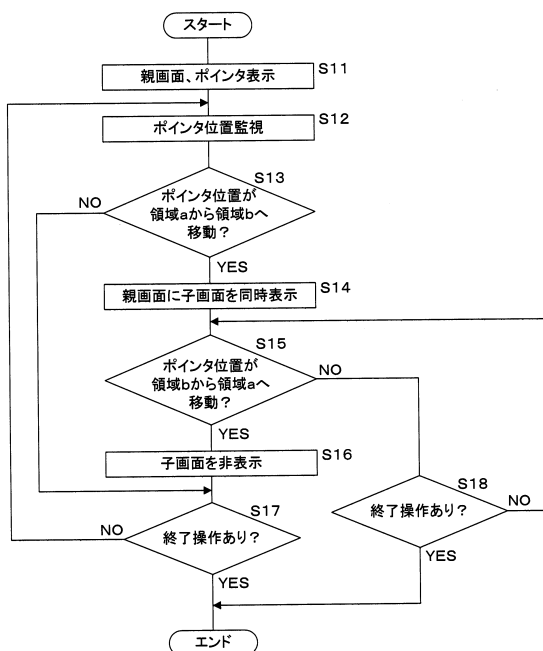 スタート
親画面、ポインタ表示
S11
ポインタ位置監視
S12
S13
ポインタ位置が
領域aから領域bへ
移動？
NO
YES
親画面に子画面を同時表示
S14
S15
ポインタ位置が
領域bから領域aへ
移動？
NO
YES
子画面を非表示
S16
S17
終了操作あり？
NO
YES
S18
終了操作あり？
NO
YES
エンド